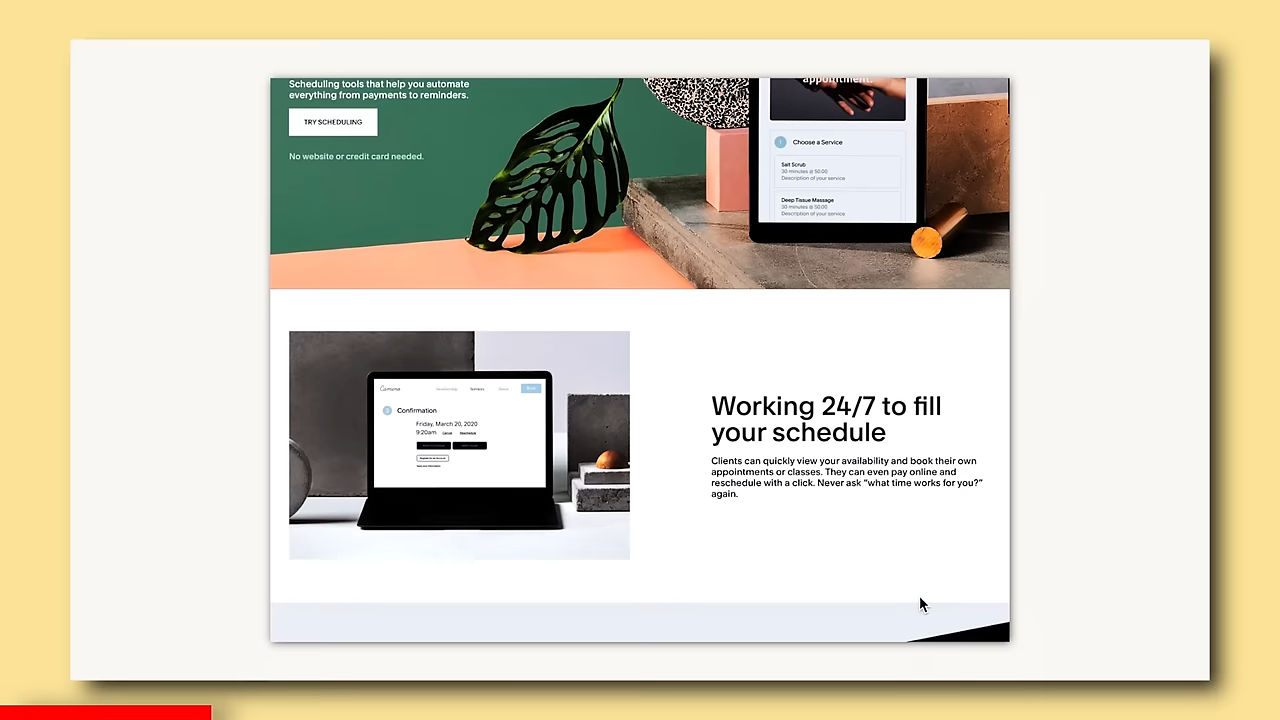 Scheduling tools that help you automate
everything from payments to reminders.
TRY SCHEDULING
No website or credit card needed.
appointment.
1 Choose a Service
Salt Scrub
30 minutes @ 50.00
Description of your service
Deep Tissue Massage
30 minutes @ 50.00
Description of your service
Confirmation
Friday, March 20, 2020
9:20am
Working 24/7 to fill
your schedule
Clients can quickly view your availability and book their own
appointments or classes. They can even pay online and
reschedule with a click. Never ask “what time works for you?”
again.